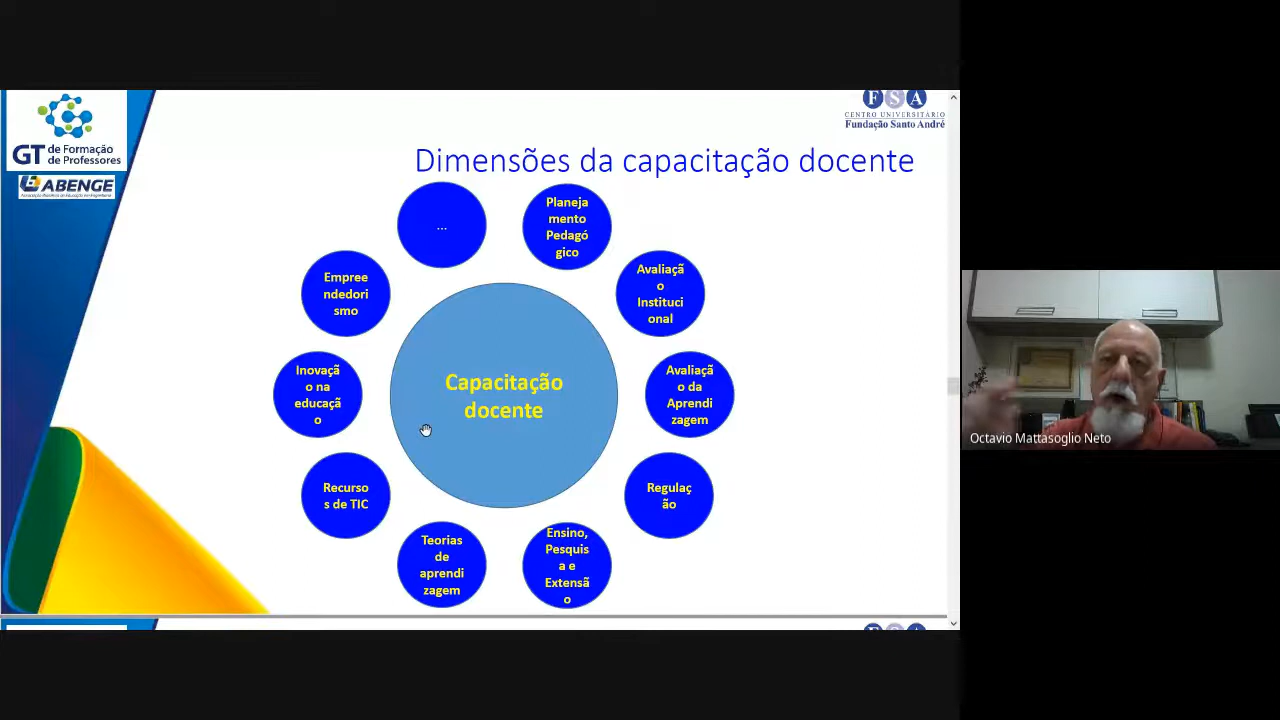 GT de Formação
de Professores
ABENGE
FSA
CENTRO UNIVERSITÁRIO
Fundação Santo André
Dimensões da capacitação docente
...
Planeja
mento
Pedagó
gico
Avaliaçã
o
Instituci
onal
Avaliaçã
o da
Aprendi
zagem
Regulaç
ão
Ensino,
Pesquis
a e
Extensã
o
Teorias
de
aprendi
zagem
Recurso
s de TIC
Inovaçã
o na
educaçã
o
Empree
ndedori
smo
Capacitação
docente
Octavio Mattasoglio Neto